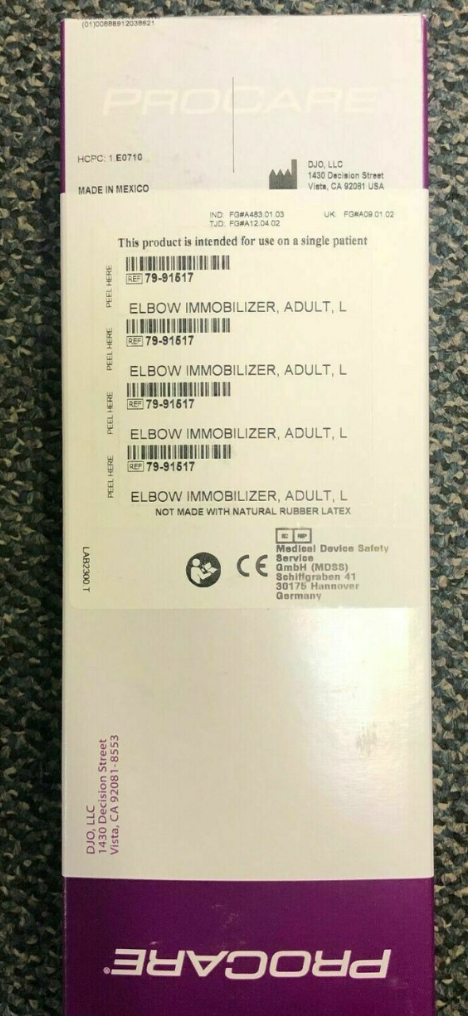 (01)00888912038621
PROCARE
HCPC: 1 E0710
MADE IN MEXICO
DJO, LLC
1430 Decision Street
Vista, CA 92081 USA
IND: FG#A483.01.03
UK: FG#A09.01.02
TJD: FG#A12.04.02
This product is intended for use on a single patient
PEEL HERE
REF 79-91517
ELBOW IMMOBILIZER, ADULT, L
PEEL HERE
REF 79-91517
ELBOW IMMOBILIZER, ADULT, L
PEEL HERE
REF 79-91517
ELBOW IMMOBILIZER, ADULT, L
PEEL HERE
REF 79-91517
ELBOW IMMOBILIZER, ADULT, L
NOT MADE WITH NATURAL RUBBER LATEX
LAB92300 T
EC REP
CE
Medical Device Safety
Service
GmbH (MDSS)
Schiffgraben 41
30175 Hannover
Germany
DJO, LLC
1430 Decision Street
Vista, CA 92081-8553
PROCARE®